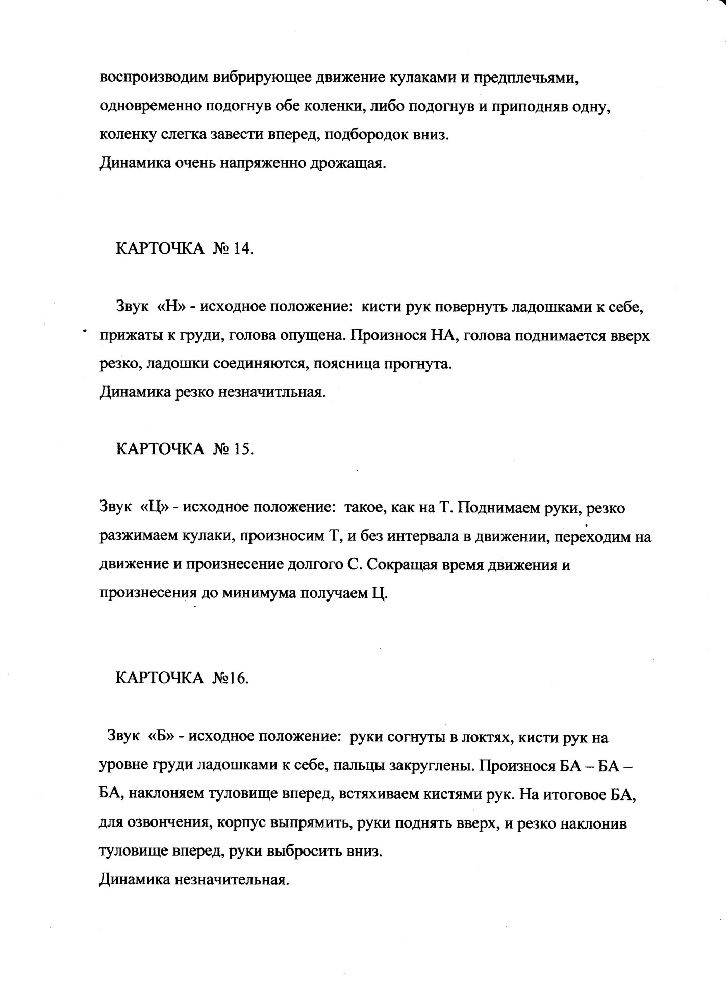 воспроизводим вибрирующее движение кулаками и предплечьями,
одновременно подогнув обе коленки, либо подогнув и приподняв одну,
коленку слегка завести вперед, подбородок вниз.
Динамика очень напряженно дрожащая.
КАРТОЧКА № 14.
Звук «Н» - исходное положение: кисти рук повернуть ладошками к себе,
прижаты к груди, голова опущена. Произнося НА, голова поднимается вверх
резко, ладошки соединяются, поясница прогнута.
Динамика резко незначитльная.
КАРТОЧКА № 15.
Звук «Ц» - исходное положение: такое, как на Т. Поднимаем руки, резко
разжимаем кулаки, произносим Т, и без интервала в движении, переходим на
движение и произнесение долгого С. Сокращая время движения и
произнесения до минимума получаем Ц.
КАРТОЧКА №16.
Звук «Б» - исходное положение: руки согнуты в локтях, кисти рук на
уровне груди ладошками к себе, пальцы закруглены. Произнося БА – БА –
БА, наклоняем туловище вперед, встяхиваем кистями рук. На итоговое БА,
для озвончения, корпус выпрямить, руки поднять вверх, и резко наклонив
туловище вперед, руки выбросить вниз.
Динамика незначительная.